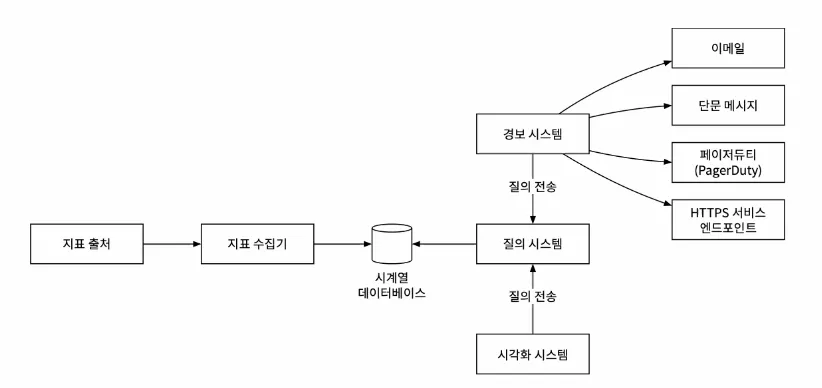 이메일
단문 메시지
경보 시스템
페이저듀티
(PagerDuty)
질의 전송
HTTPS 서비스
엔드포인트
지표 출처
지표 수집기
질의 시스템
시계열
데이터베이스
질의 전송
시각화 시스템